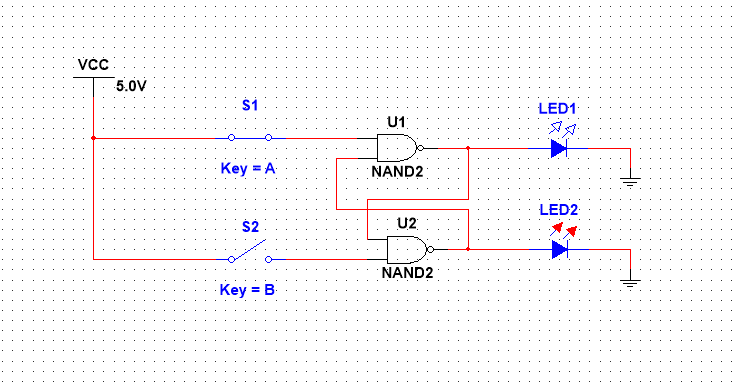 VCC
5.0V
S1
Key = A
U1
NAND2
LED1
S2
Key = B
U2
NAND2
LED2